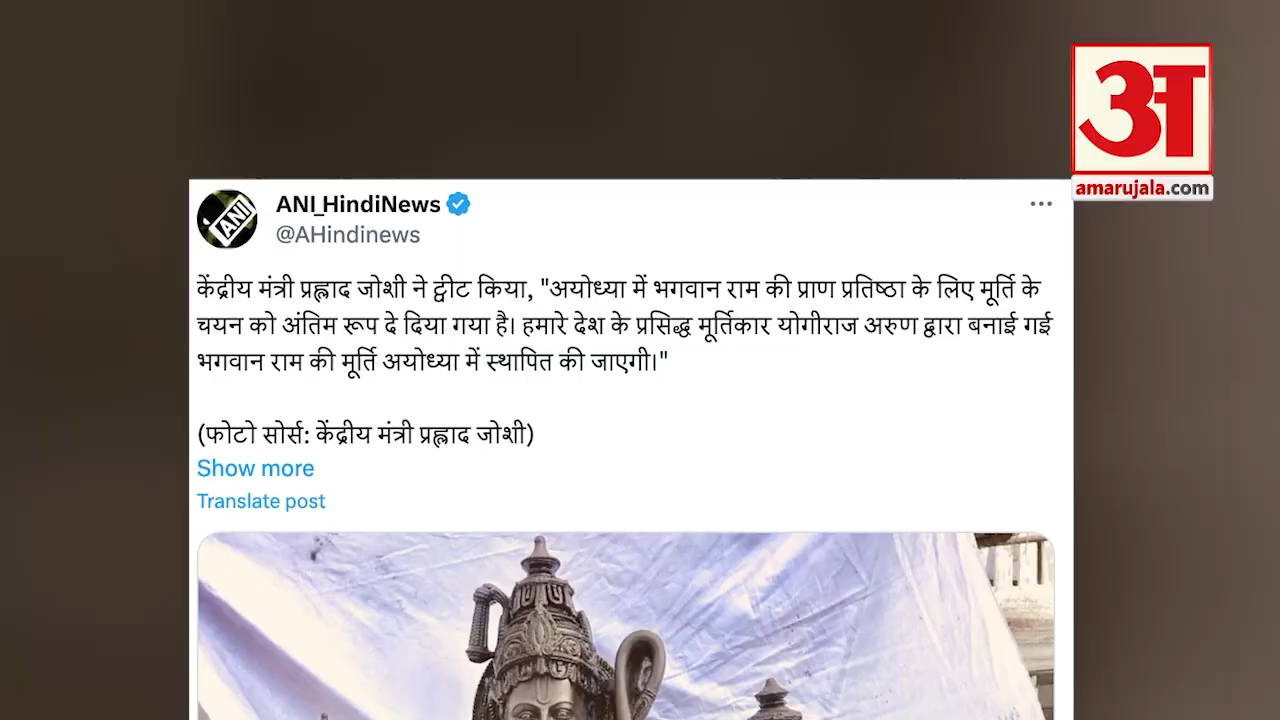 अ
amarujala.com
ANI
ANI_HindiNews
@AHindinews
केंद्रीय मंत्री प्रह्लाद जोशी ने ट्वीट किया, "अयोध्या में भगवान राम की प्राण प्रतिष्ठा के लिए मूर्ति के
चयन को अंतिम रूप दे दिया गया है। हमारे देश के प्रसिद्ध मूर्तिकार योगीराज अरुण द्वारा बनाई गई
भगवान राम की मूर्ति अयोध्या में स्थापित की जाएगी।"
(फोटो सोर्स: केंद्रीय मंत्री प्रह्लाद जोशी)
Show more
Translate post